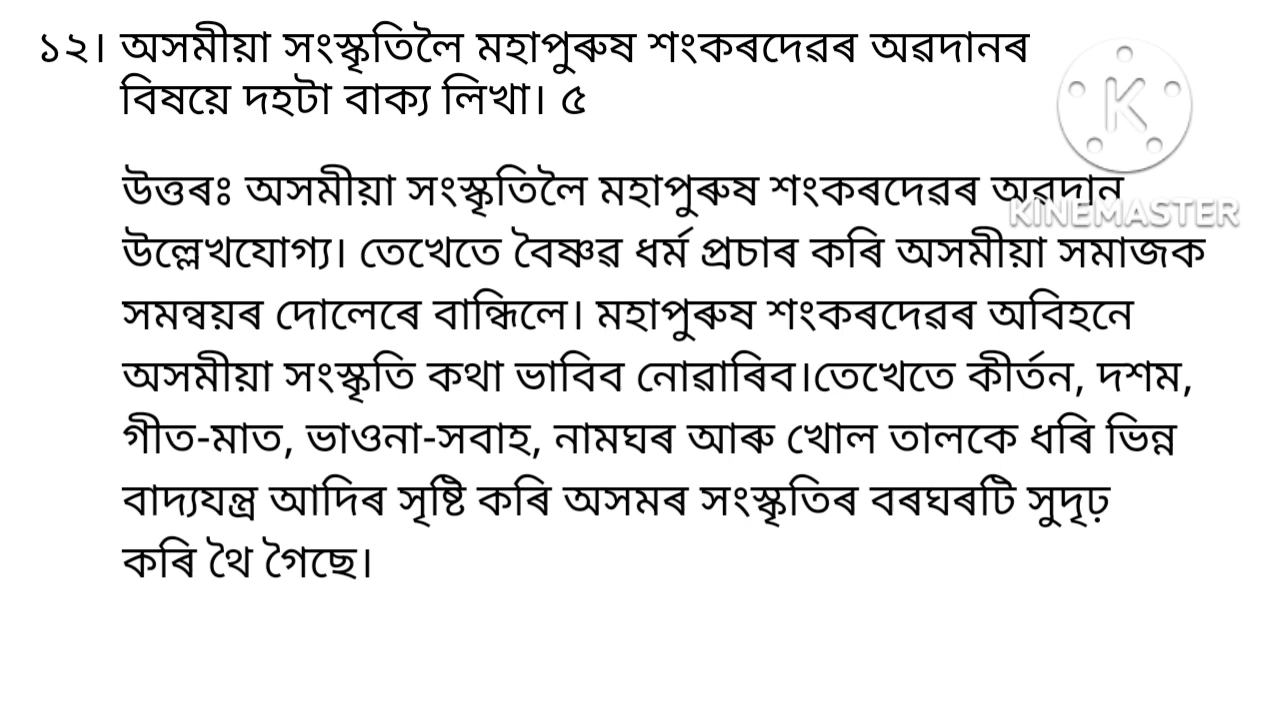 ১২। অসমীয়া সংস্কৃতিলৈ মহাপুৰুষ শংকৰদেৱৰ অৱদানৰ
বিষয়ে দহটা বাক্য লিখা। ৫
K
KINEMASTER
উত্তৰঃ অসমীয়া সংস্কৃতিলৈ মহাপুৰুষ শংকৰদেৱৰ অৱদান
উল্লেখযোগ্য। তেখেতে বৈষ্ণৱ ধৰ্ম প্ৰচাৰ কৰি অসমীয়া সমাজক
সমন্বয়ৰ দোলেৰে বান্ধিলে। মহাপুৰুষ শংকৰদেৱৰ অবিহনে
অসমীয়া সংস্কৃতি কথা ভাবিব নোৱাৰিব।তেখেতে কীৰ্তন, দশম,
গীত-মাত, ভাওনা-সবাহ, নামঘৰ আৰু খোল তালকে ধৰি ভিন্ন
বাদ্যযন্ত্ৰ আদিৰ সৃষ্টি কৰি অসমৰ সংস্কৃতিৰ বৰঘৰটি সুদৃঢ়
কৰি থৈ গৈছে।